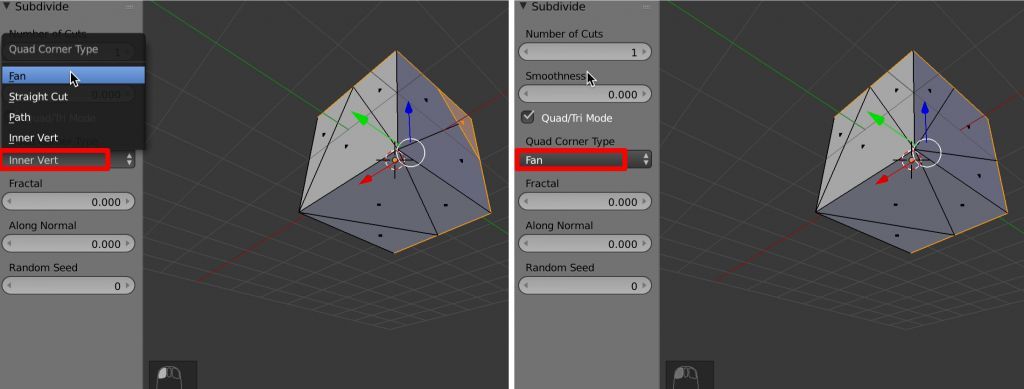 Subdivide
Number of Cuts
Quad Corner Type
1
Fan
Straight Cut
0.000
Path
Quad/Tri Mode
Inner Vert
Inner Vert
Fractal
0.000
Along Normal
0.000
Random Seed
0
Subdivide
Number of Cuts
1
Smoothness
0.000
Quad/Tri Mode
Quad Corner Type
Fan
Fractal
0.000
Along Normal
0.000
Random Seed
0